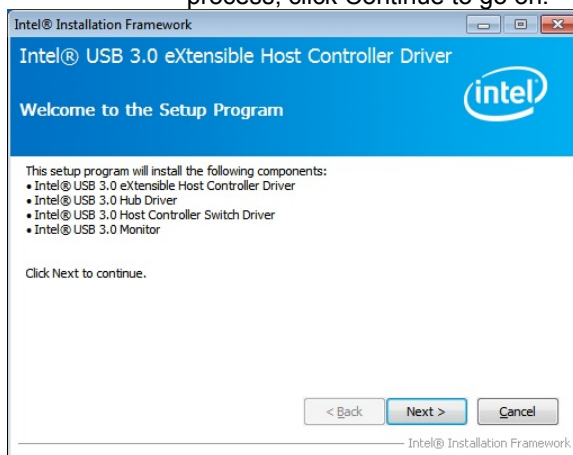 process, click Continue to go on.
Intel® Installation Framework
Intel® USB 3.0 eXtensible Host Controller Driver
intel
Welcome to the Setup Program
This setup program will install the following components:
• Intel® USB 3.0 eXtensible Host Controller Driver
• Intel® USB 3.0 Hub Driver
• Intel® USB 3.0 Host Controller Switch Driver
• Intel® USB 3.0 Monitor
Click Next to continue.
< Back Next > Cancel
Intel® Installation Framework